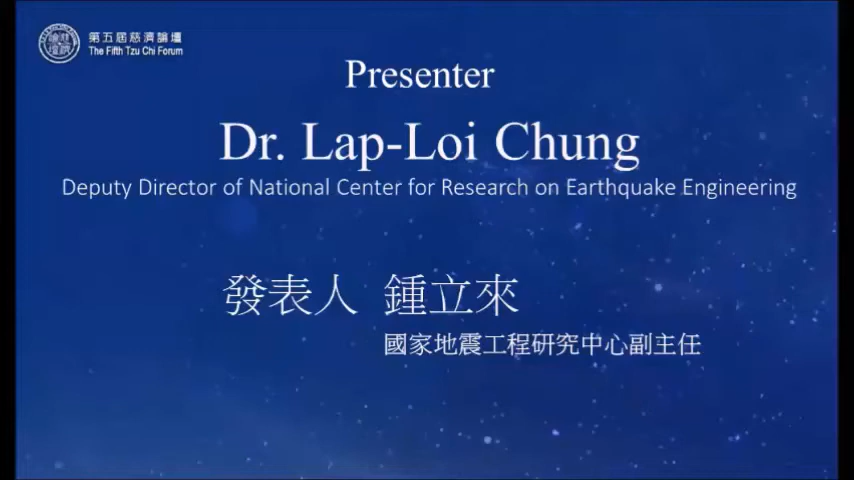 第五屆慈濟論壇
The Fifth Tzu Chi Forum
Presenter
Dr. Lap-Loi Chung
Deputy Director of National Center for Research on Earthquake Engineering
發表人 鍾立來
國家地震工程研究中心副主任